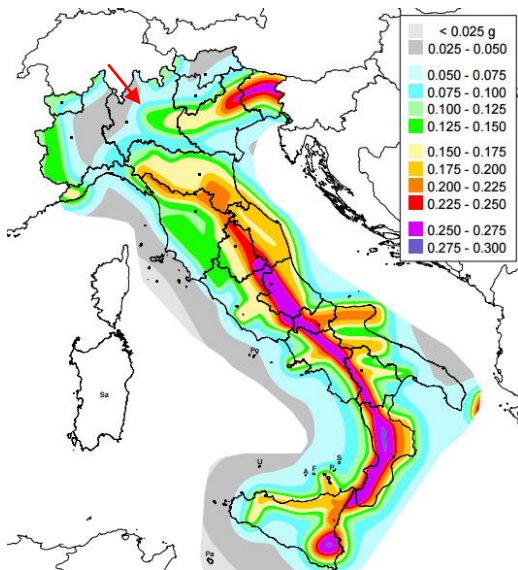 < 0.025 g
0.025 - 0.050
0.050 - 0.075
0.075 - 0.100
0.100 - 0.125
0.125 - 0.150
0.150 - 0.175
0.175 - 0.200
0.200 - 0.225
0.225 - 0.250
0.250 - 0.275
0.275 - 0.300
Po
Sa
U
A
F
P
S
Pa